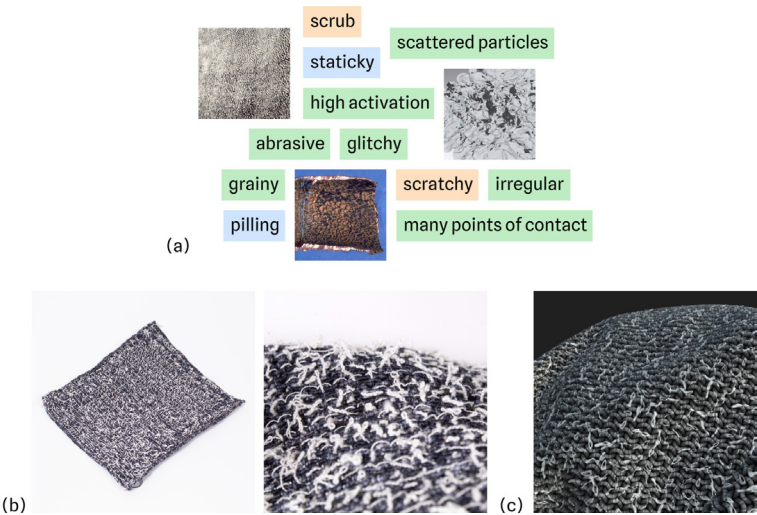 scrub
scattered particles
staticky
high activation
abrasive glitchy
grainy scratchy irregular
pilling many points of contact
(a)
(b) (c)